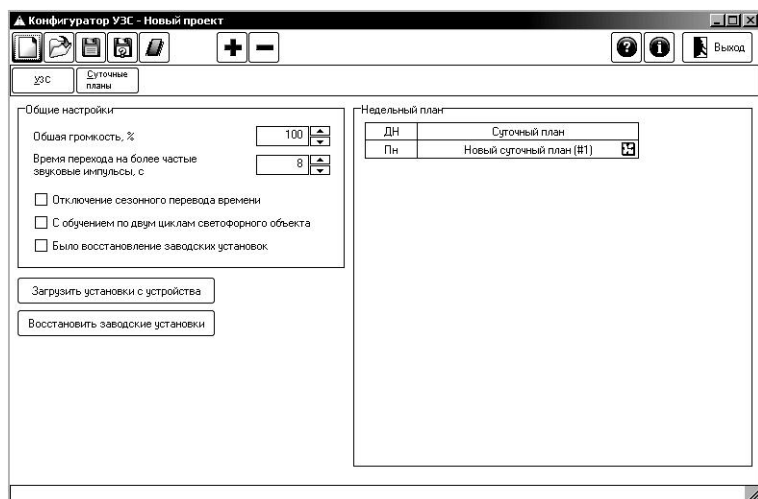 Конфигуратор УЗС - Новый проект
Выход
УЗС
Суточные
планы
Общие настройки
Обшая громкость, %
100
Время перехода на более частые
звуковые импульсы, с
8
Отключение сезонного перевода времени
С обучением по двум циклам светофорного объекта
Было восстановление заводских установок
Загрузить установки с устройства
Восстановить заводские установки
Недельный план
ДН Суточный план
Пн Новый суточный план (#1)